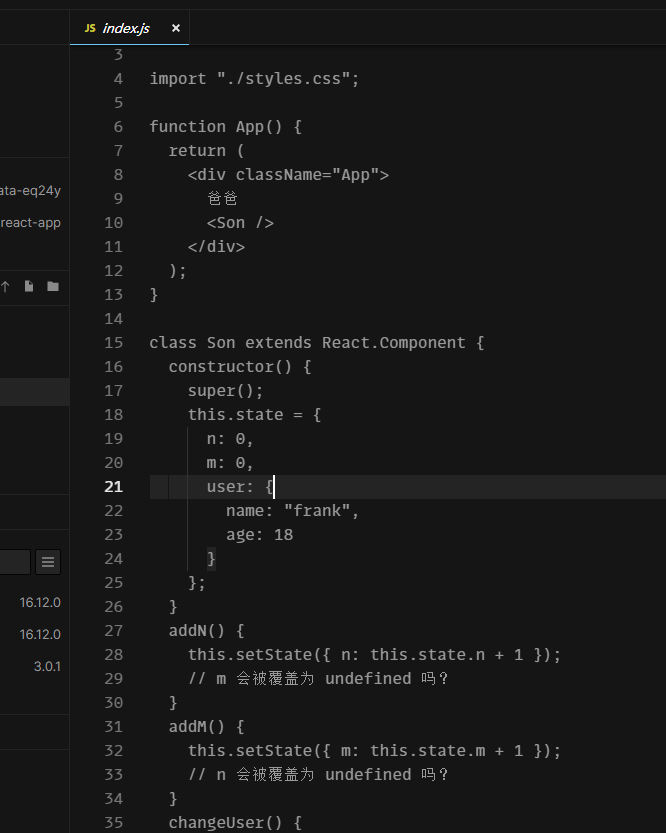 JS index.js ×
3
4 import "./styles.css";
5
6 function App() {
7   return (
8     <div className="App">
9       爸爸
10       <Son />
11     </div>
12   );
13 }
14
15 class Son extends React.Component {
16   constructor() {
17     super();
18     this.state = {
19       n: 0,
20       m: 0,
21       user: {
22         name: "frank",
23         age: 18
24       }
25     };
26   }
27   addN() {
28     this.setState({ n: this.state.n + 1 });
29     // m 会被覆盖为 undefined 吗?
30   }
31   addM() {
32     this.setState({ m: this.state.m + 1 });
33     // n 会被覆盖为 undefined 吗?
34   }
35   changeUser() {
ata-eq24y
react-app
16.12.0
16.12.0
3.0.1